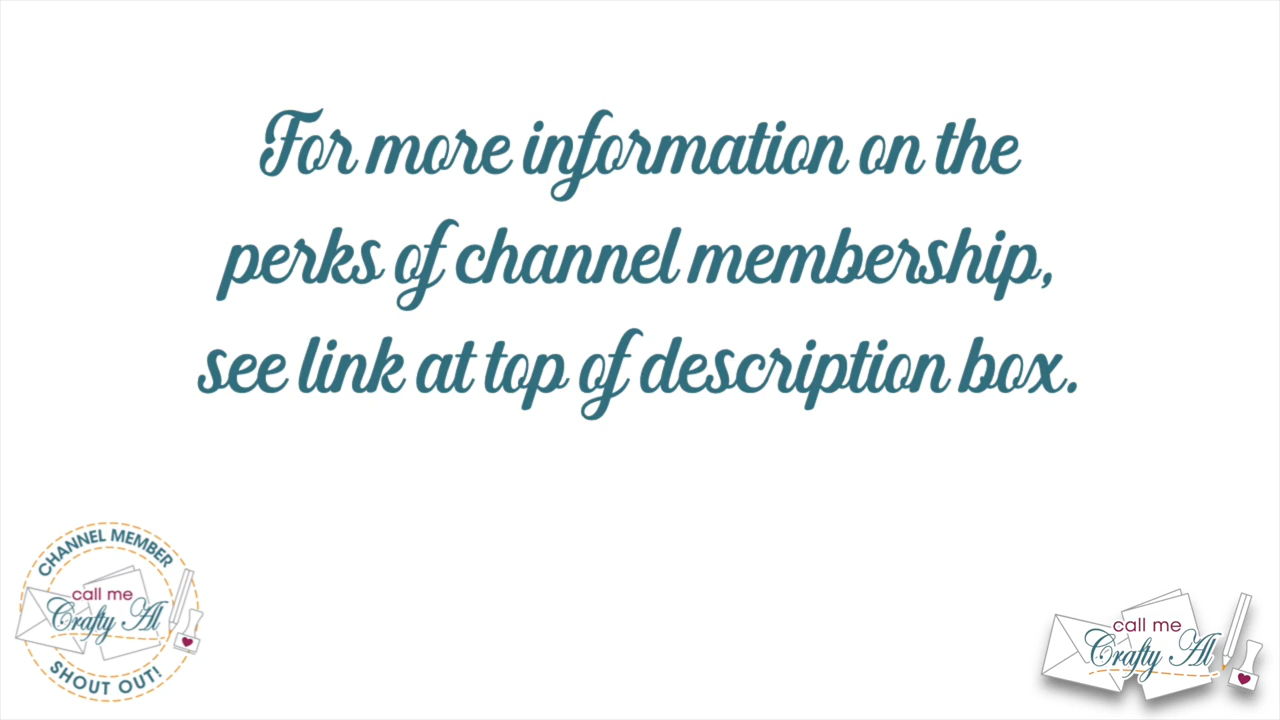 For more information on the
perks of channel membership,
see link at top of description box.
CHANNEL MEMBER
call me
Crafty Al
SHOUT OUT!
call me
Crafty Al